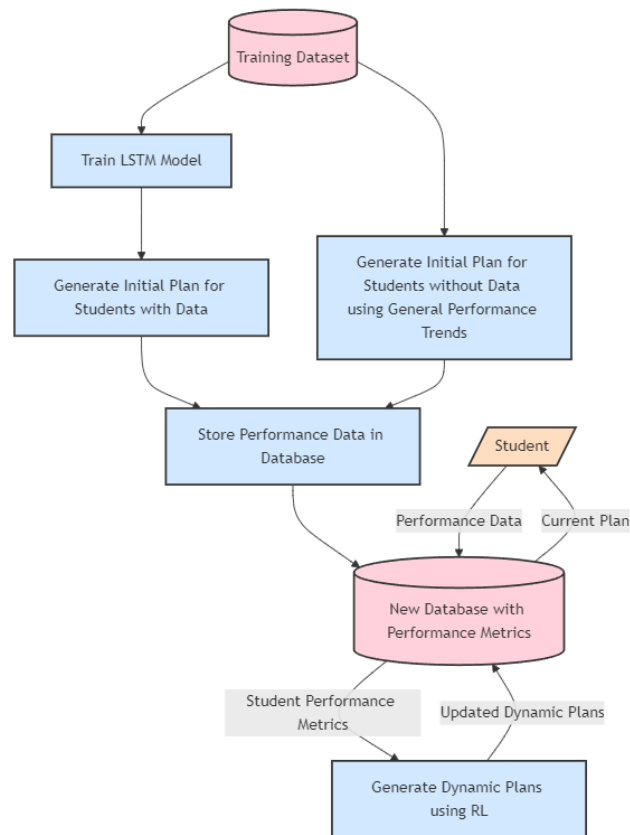 Training Dataset
Train LSTM Model
Generate Initial Plan for
Students with Data
Generate Initial Plan for
Students without Data
using General Performance
Trends
Store Performance Data in
Database
Student
Performance Data
Current Plan
New Database with
Performance Metrics
Student Performance
Metrics
Updated Dynamic Plans
Generate Dynamic Plans
using RL